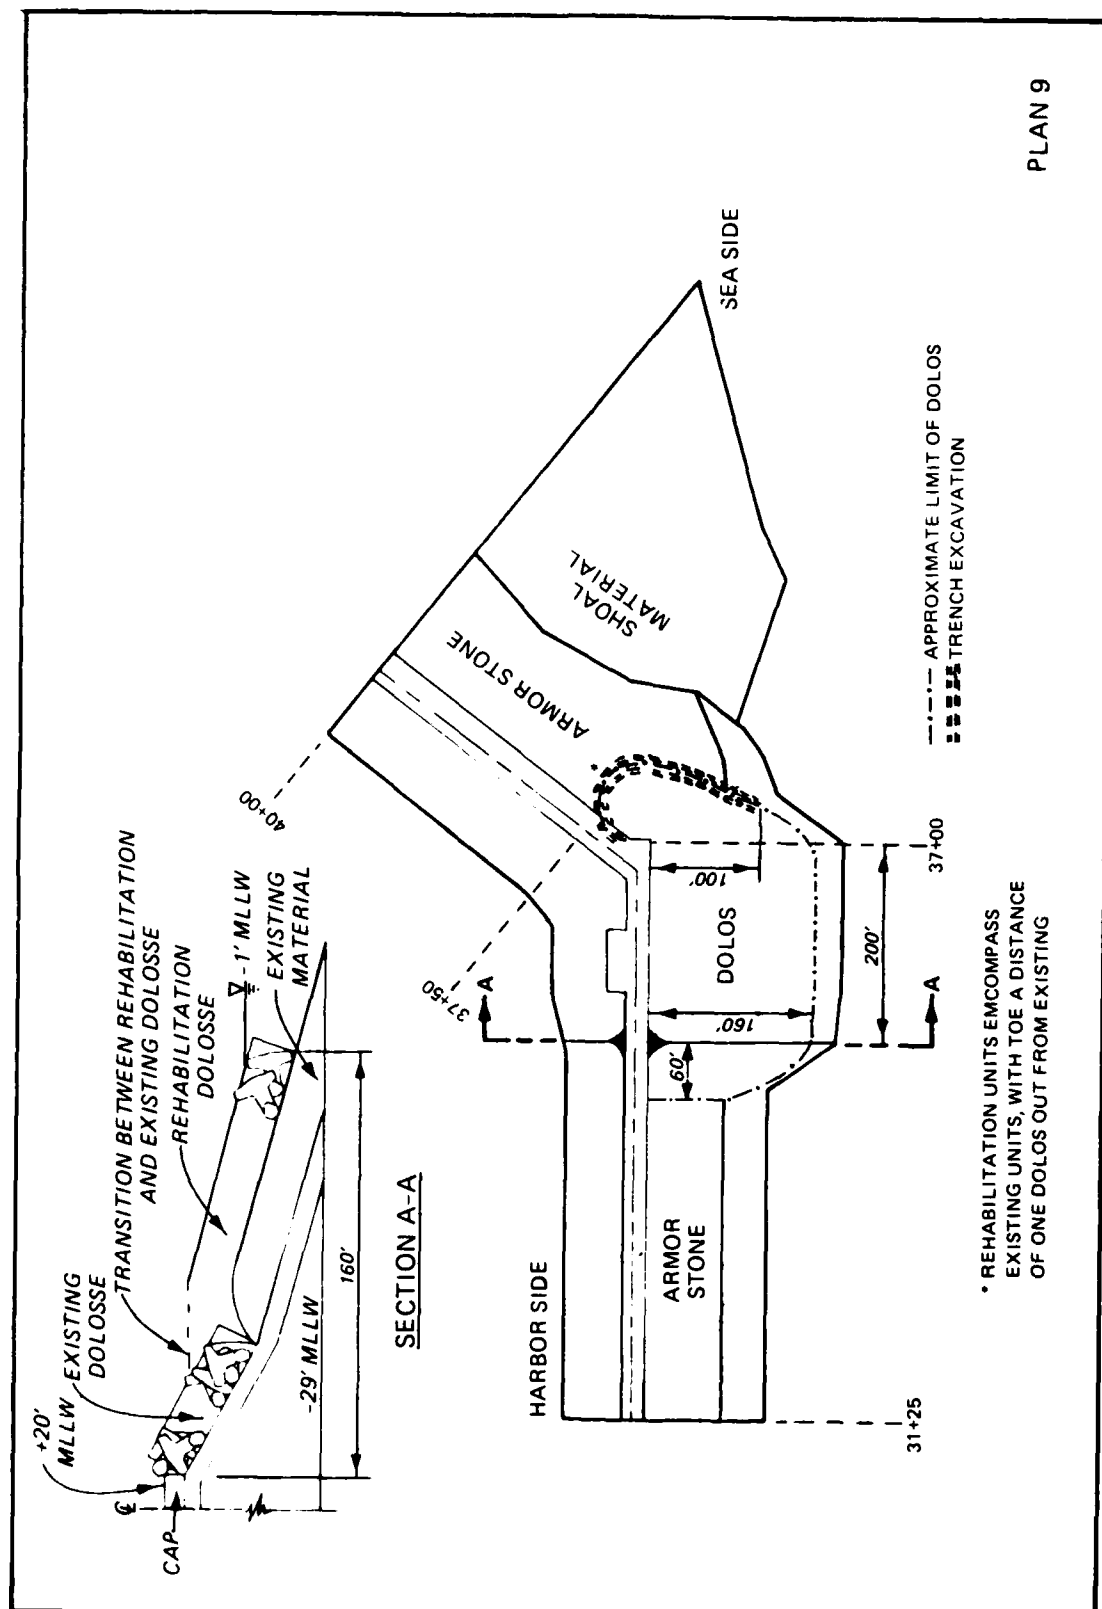 PLAN 9
TRANSITION BETWEEN REHABILITATION
AND EXISTING DOLOSSE
REHABILITATION
DOLOSSE
-1' MLLW
EXISTING
MATERIAL
+20'
MLLW
EXISTING
DOLOSSE
℄
CAP
-29' MLLW
160'
SECTION A-A
HARBOR SIDE
40+00
37+50
A
ARMOR STONE
SHOAL
MATERIAL
SEA SIDE
ARMOR
STONE
60'
160'
DOLOS
100'
200'
A
31+25
37+00
APPROXIMATE LIMIT OF DOLOS
TRENCH EXCAVATION
* REHABILITATION UNITS EMCOMPASS
EXISTING UNITS, WITH TOE A DISTANCE
OF ONE DOLOS OUT FROM EXISTING